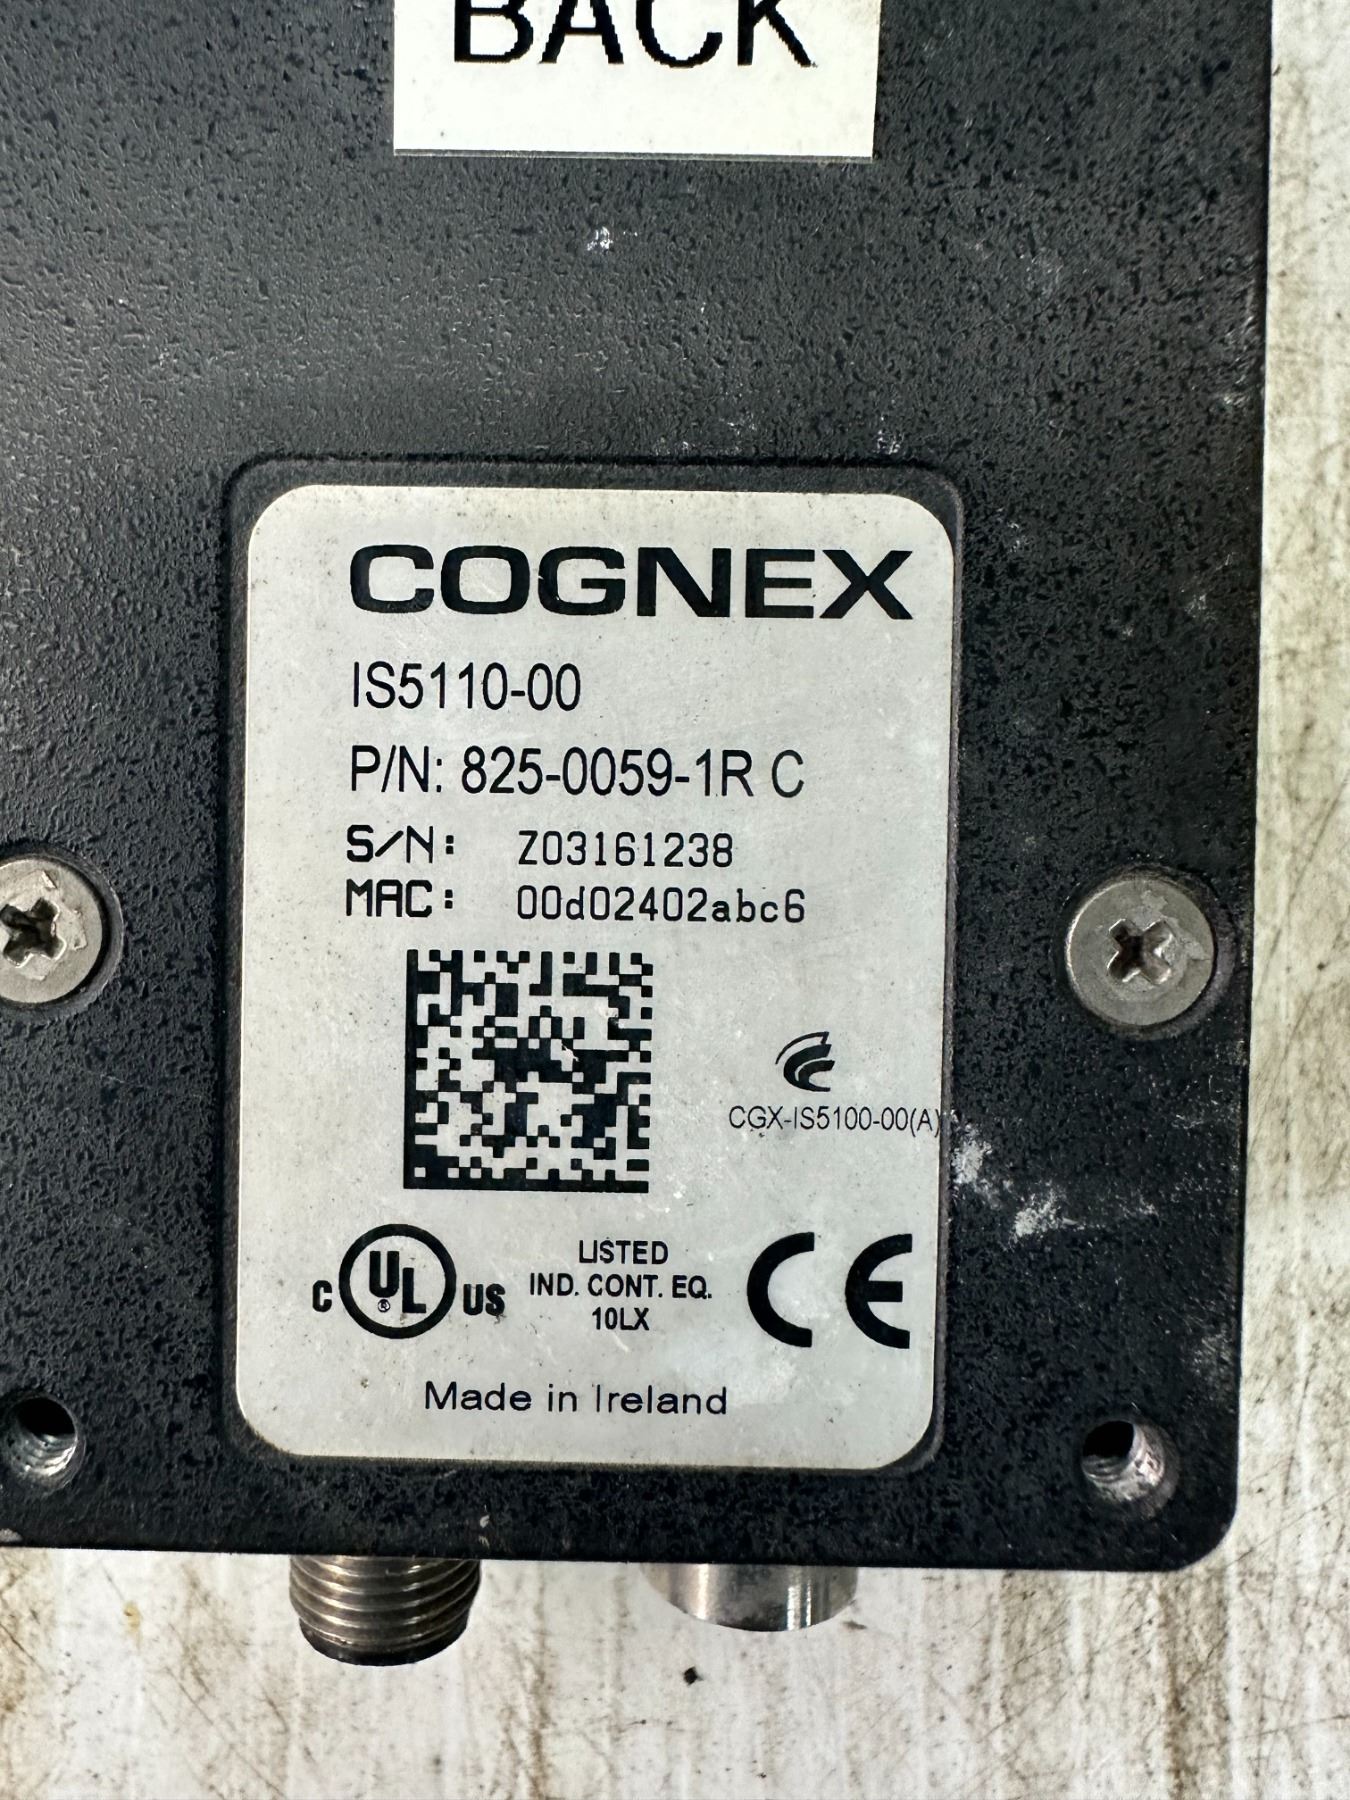 BACK
COGNEX
IS5110-00
P/N: 825-0059-1R C
S/N: Z03161238
MAC: 00d02402abc6
CGX-IS5100-00(A)
C UL® US
LISTED
IND. CONT. EQ.
10LX
CE
Made in Ireland